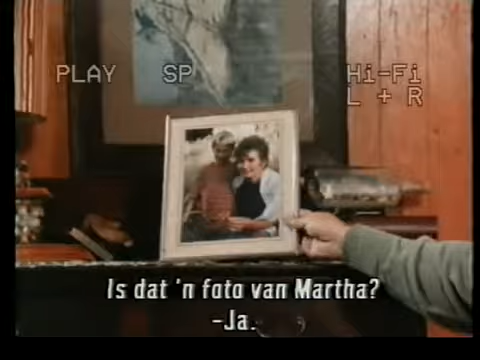 PLAY SP Hi-Fi
L + R
Is dat 'n foto van Martha?
-Ja.